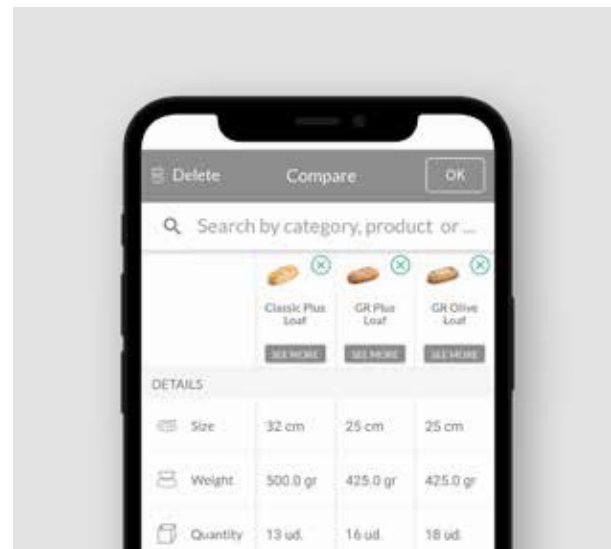 Delete Compare OK
Search by category, product or ...
Classic Plus GR Plus GR Olive
Loaf Loaf Loaf
SEE MORE SEE MORE SEE MORE
DETAILS
Size 32 cm 25 cm 25 cm
Weight 500.0 gr 425.0 gr 425.0 gr
Quantity 13 ud. 16 ud. 18 ud.